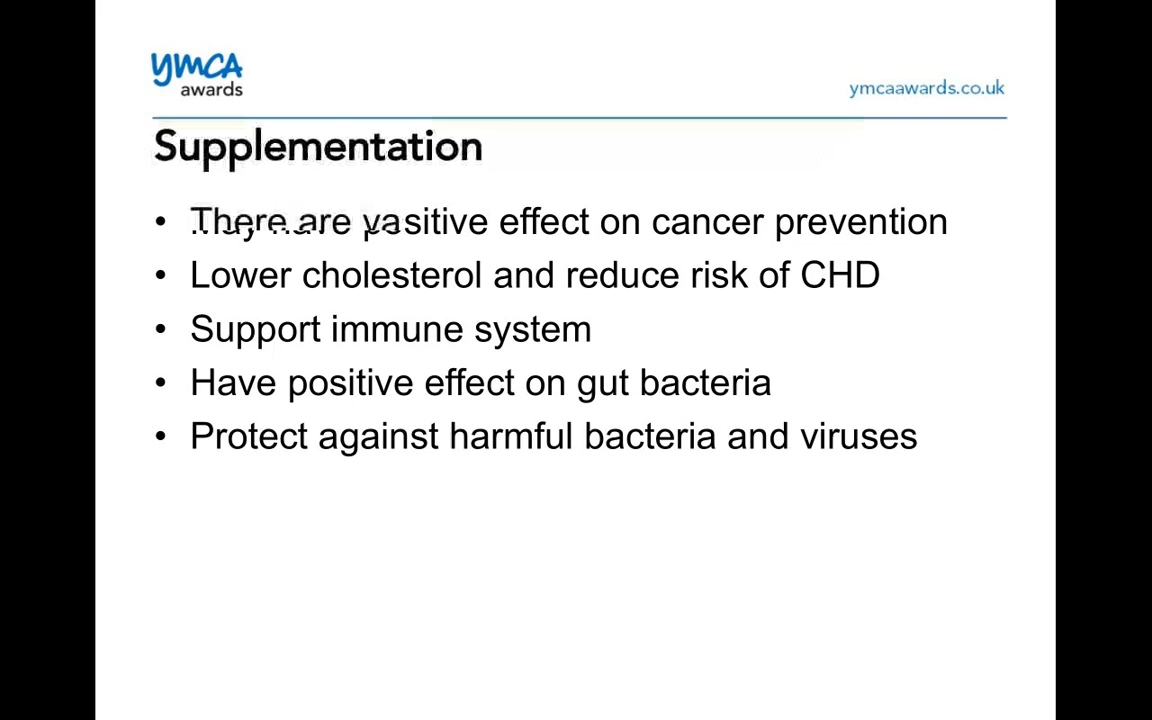 ymca
awards
ymcaawards.co.uk
Supplementation
• There are effect on cancer prevention
• Lower cholesterol and reduce risk of CHD
• Support immune system
• Have positive effect on gut bacteria
• Protect against harmful bacteria and viruses